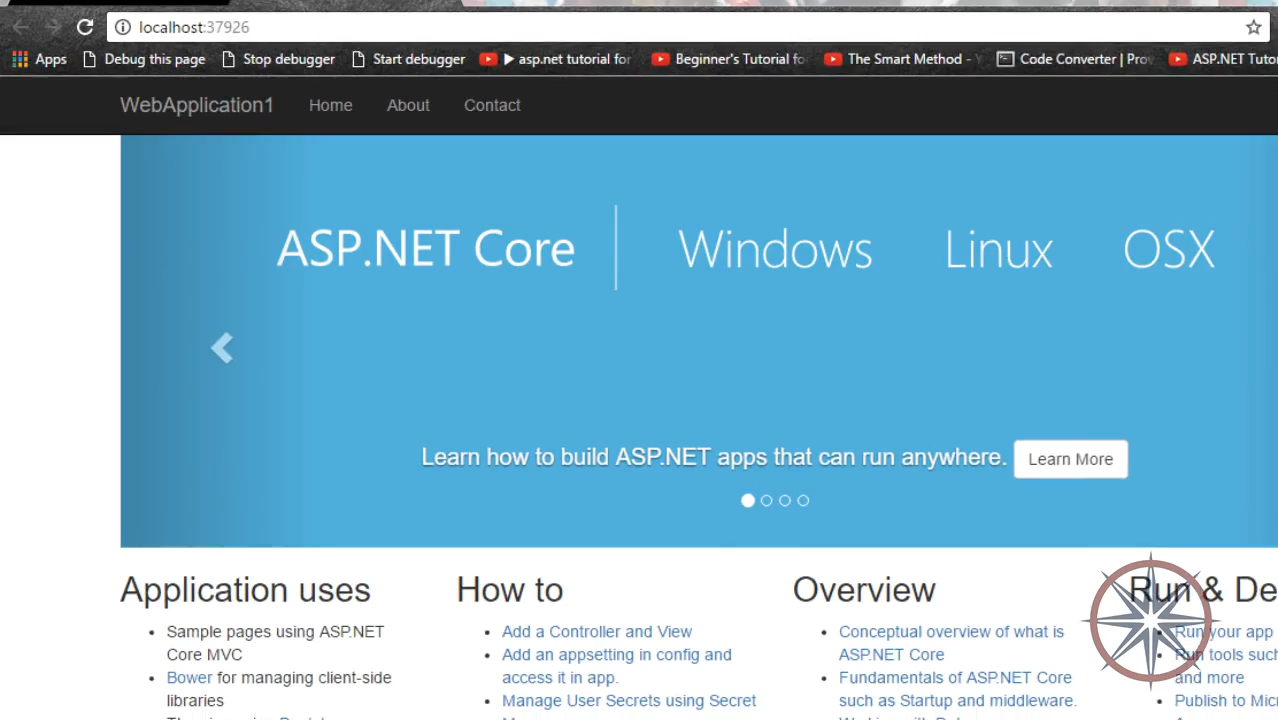 localhost:37926
Apps Debug this page Stop debugger Start debugger ▶ asp.net tutorial for Beginner's Tutorial fo The Smart Method - Code Converter | Pro ASP.NET Tuto
WebApplication1 Home About Contact
ASP.NET Core Windows Linux OSX
Learn how to build ASP.NET apps that can run anywhere. Learn More
Application uses How to Overview Run & De
• Sample pages using ASP.NET Core MVC
• Bower for managing client-side libraries
• Add a Controller and View
• Add an appsetting in config and access it in app.
• Manage User Secrets using Secret
• Conceptual overview of what is ASP.NET Core
• Fundamentals of ASP.NET Core such as Startup and middleware.
Run your app
Run tools such
and more
Publish to Mic